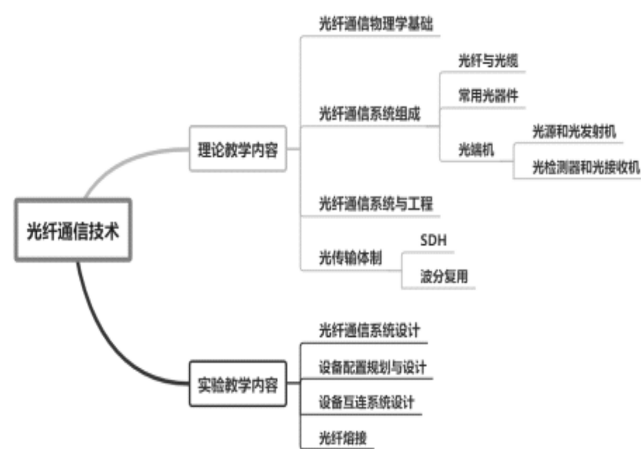 光纤通信技术
理论教学内容
光纤通信物理学基础
光纤通信系统组成
光纤与光缆
常用光器件
光端机
光源和光发射机
光检测器和光接收机
光纤通信系统与工程
光传输体制
SDH
波分复用
实验教学内容
光纤通信系统设计
设备配置规划与设计
设备互连系统设计
光纤熔接